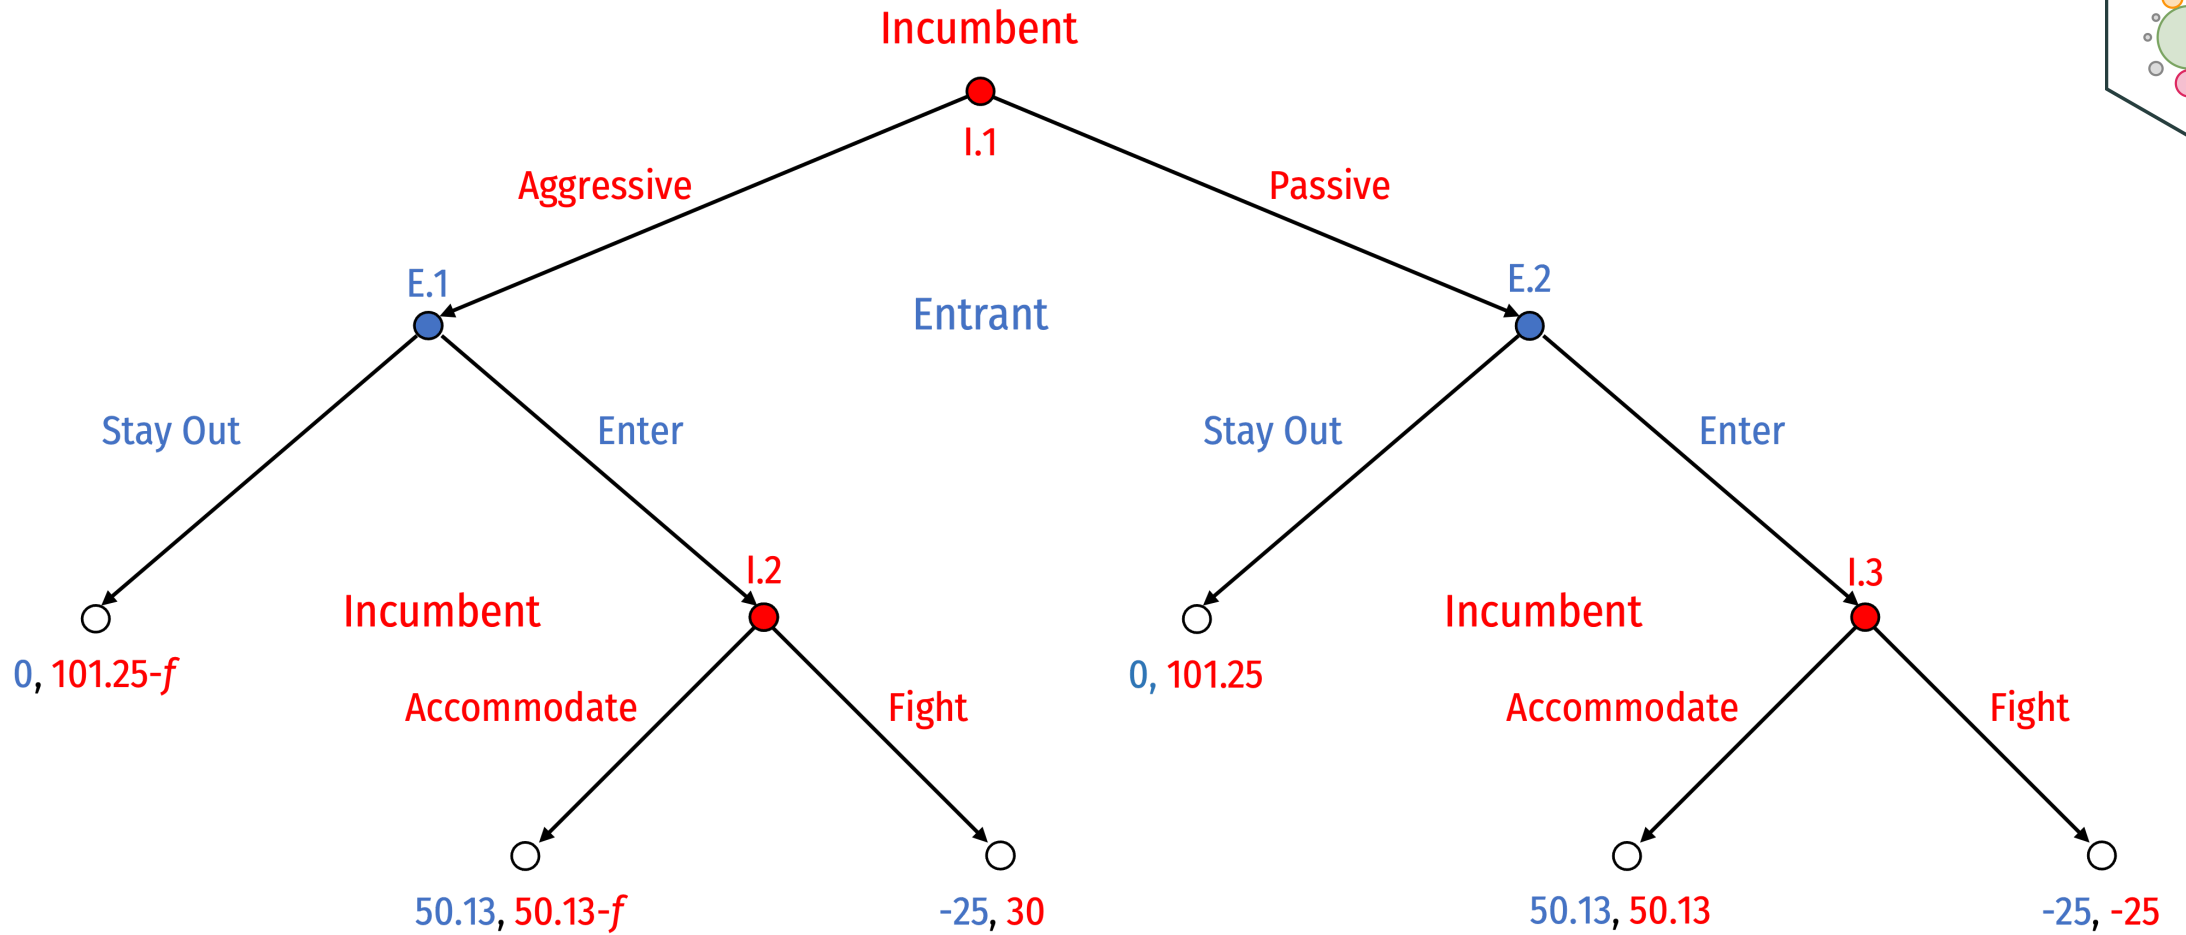 Incumbent
I.1
Aggressive
Passive
E.1
Entrant
E.2
Stay Out
Enter
Stay Out
Enter
Incumbent
I.2
Incumbent
I.3
0, 101.25-f
0, 101.25
Accommodate
Fight
Accommodate
Fight
50.13, 50.13-f
-25, 30
50.13, 50.13
-25, -25